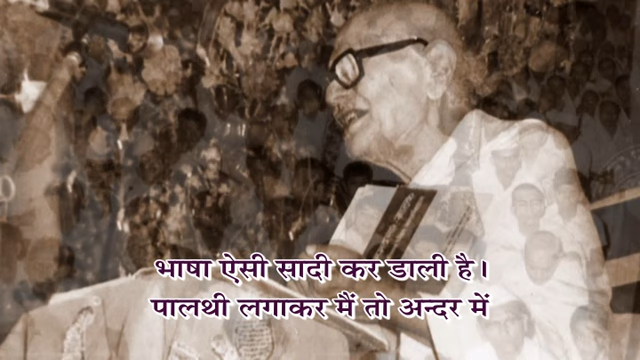 भाषा ऐसी सादी कर डाली है।
पालथी लगाकर मैं तो अन्दर में